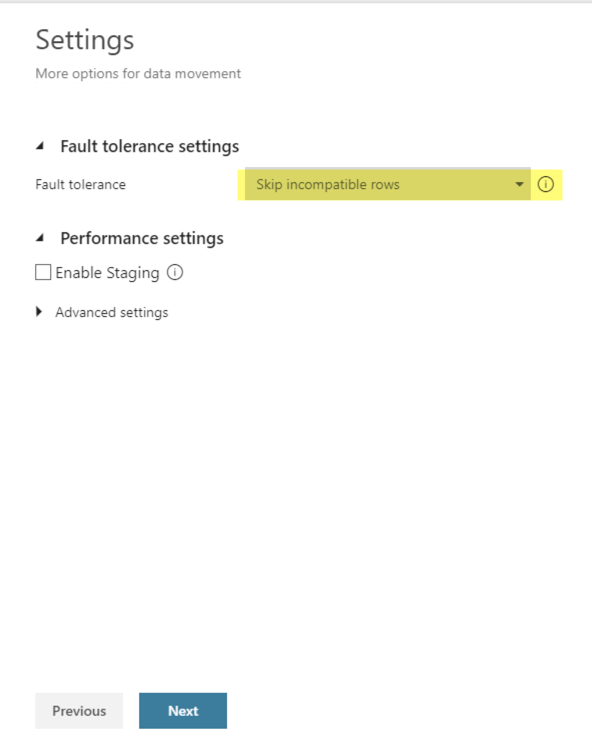 Settings
More options for data movement
Fault tolerance settings
Fault tolerance Skip incompatible rows
Performance settings
Enable Staging
Advanced settings
Previous Next